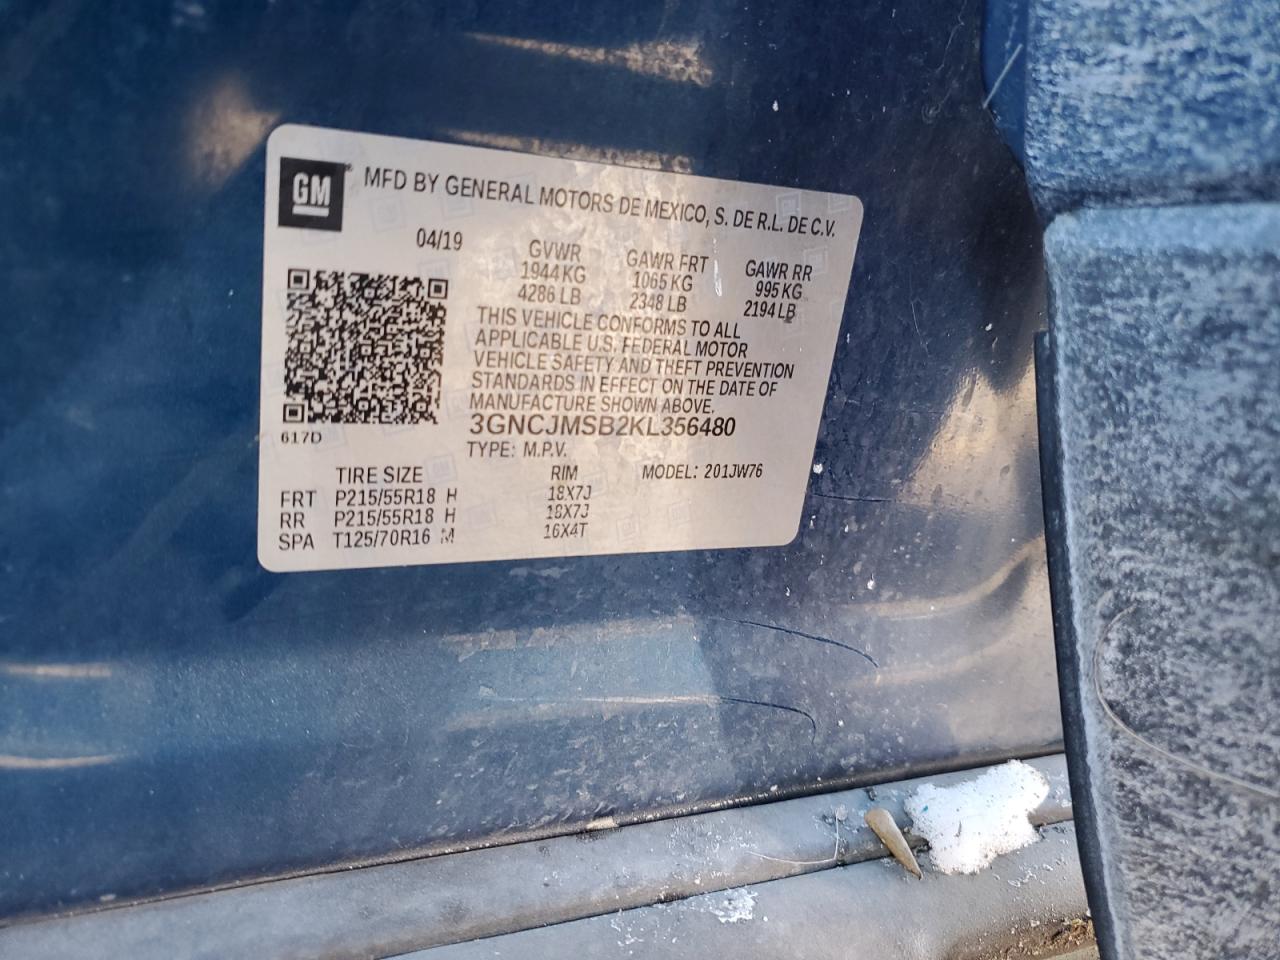 GM MFD BY GENERAL MOTORS DE MEXICO, S. DE R.L. DE C.V.
04/19 GVWR GAWR FRT GAWR RR
1944 KG 1065 KG 995 KG
4286 LB 2348 LB 2194 LB
THIS VEHICLE CONFORMS TO ALL
APPLICABLE U.S. FEDERAL MOTOR
VEHICLE SAFETY AND THEFT PREVENTION
STANDARDS IN EFFECT ON THE DATE OF
MANUFACTURE SHOWN ABOVE.
3GNCJMSB2KL356480
617D
TYPE: M.P.V.
TIRE SIZE RIM MODEL: 201JW76
FRT P215/55R18 H 18X7J
RR P215/55R18 H 18X7J
SPA T125/70R16 M 16X4T